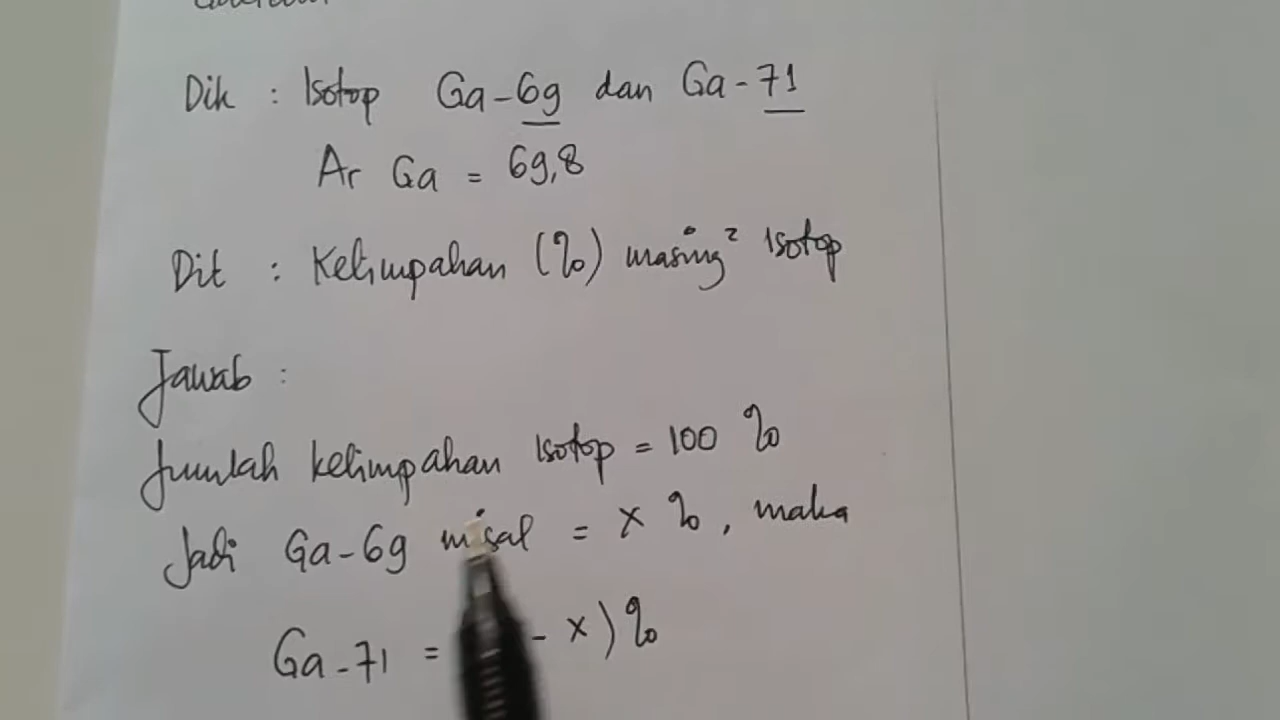 Dik : Isotop Ga-69 dan Ga-71
Ar Ga = 69,8
Dit : Kelimpahan (%) masing² Isotop
Jawab :
Jumlah kelimpahan Isotop = 100 %
Jadi Ga-69 misal = x %, maka
Ga-71 = - x) %